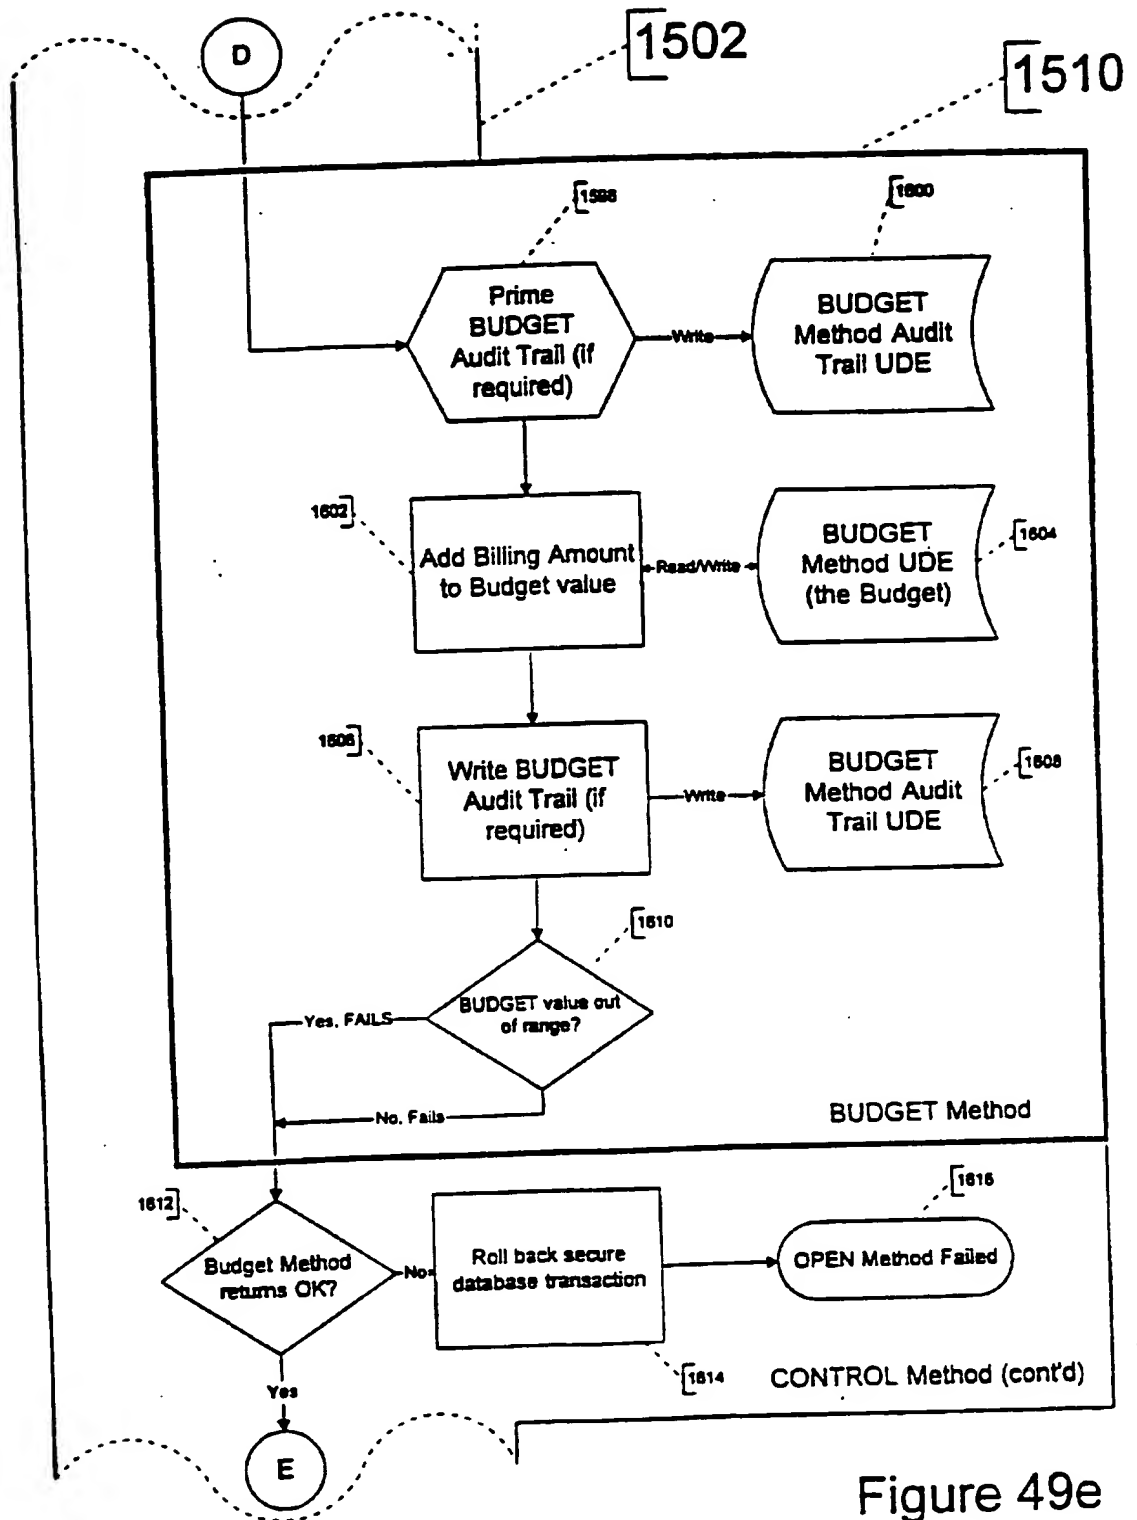 D
1502
1510
1598
1600
Prime
BUDGET
Audit Trail (if
required)
Write
BUDGET
Method Audit
Trail UDE
1602
Add Billing Amount
to Budget value
Read/Write
BUDGET
Method UDE
(the Budget)
1604
1606
Write BUDGET
Audit Trail (if
required)
Write
BUDGET
Method Audit
Trail UDE
1608
1610
BUDGET value out
of range?
Yes, FAILS
No, Fails
BUDGET Method
1612
Budget Method
returns OK?
No
Roll back secure
database transaction
1616
OPEN Method Failed
1614
CONTROL Method (cont'd)
Yes
E
Figure 49e